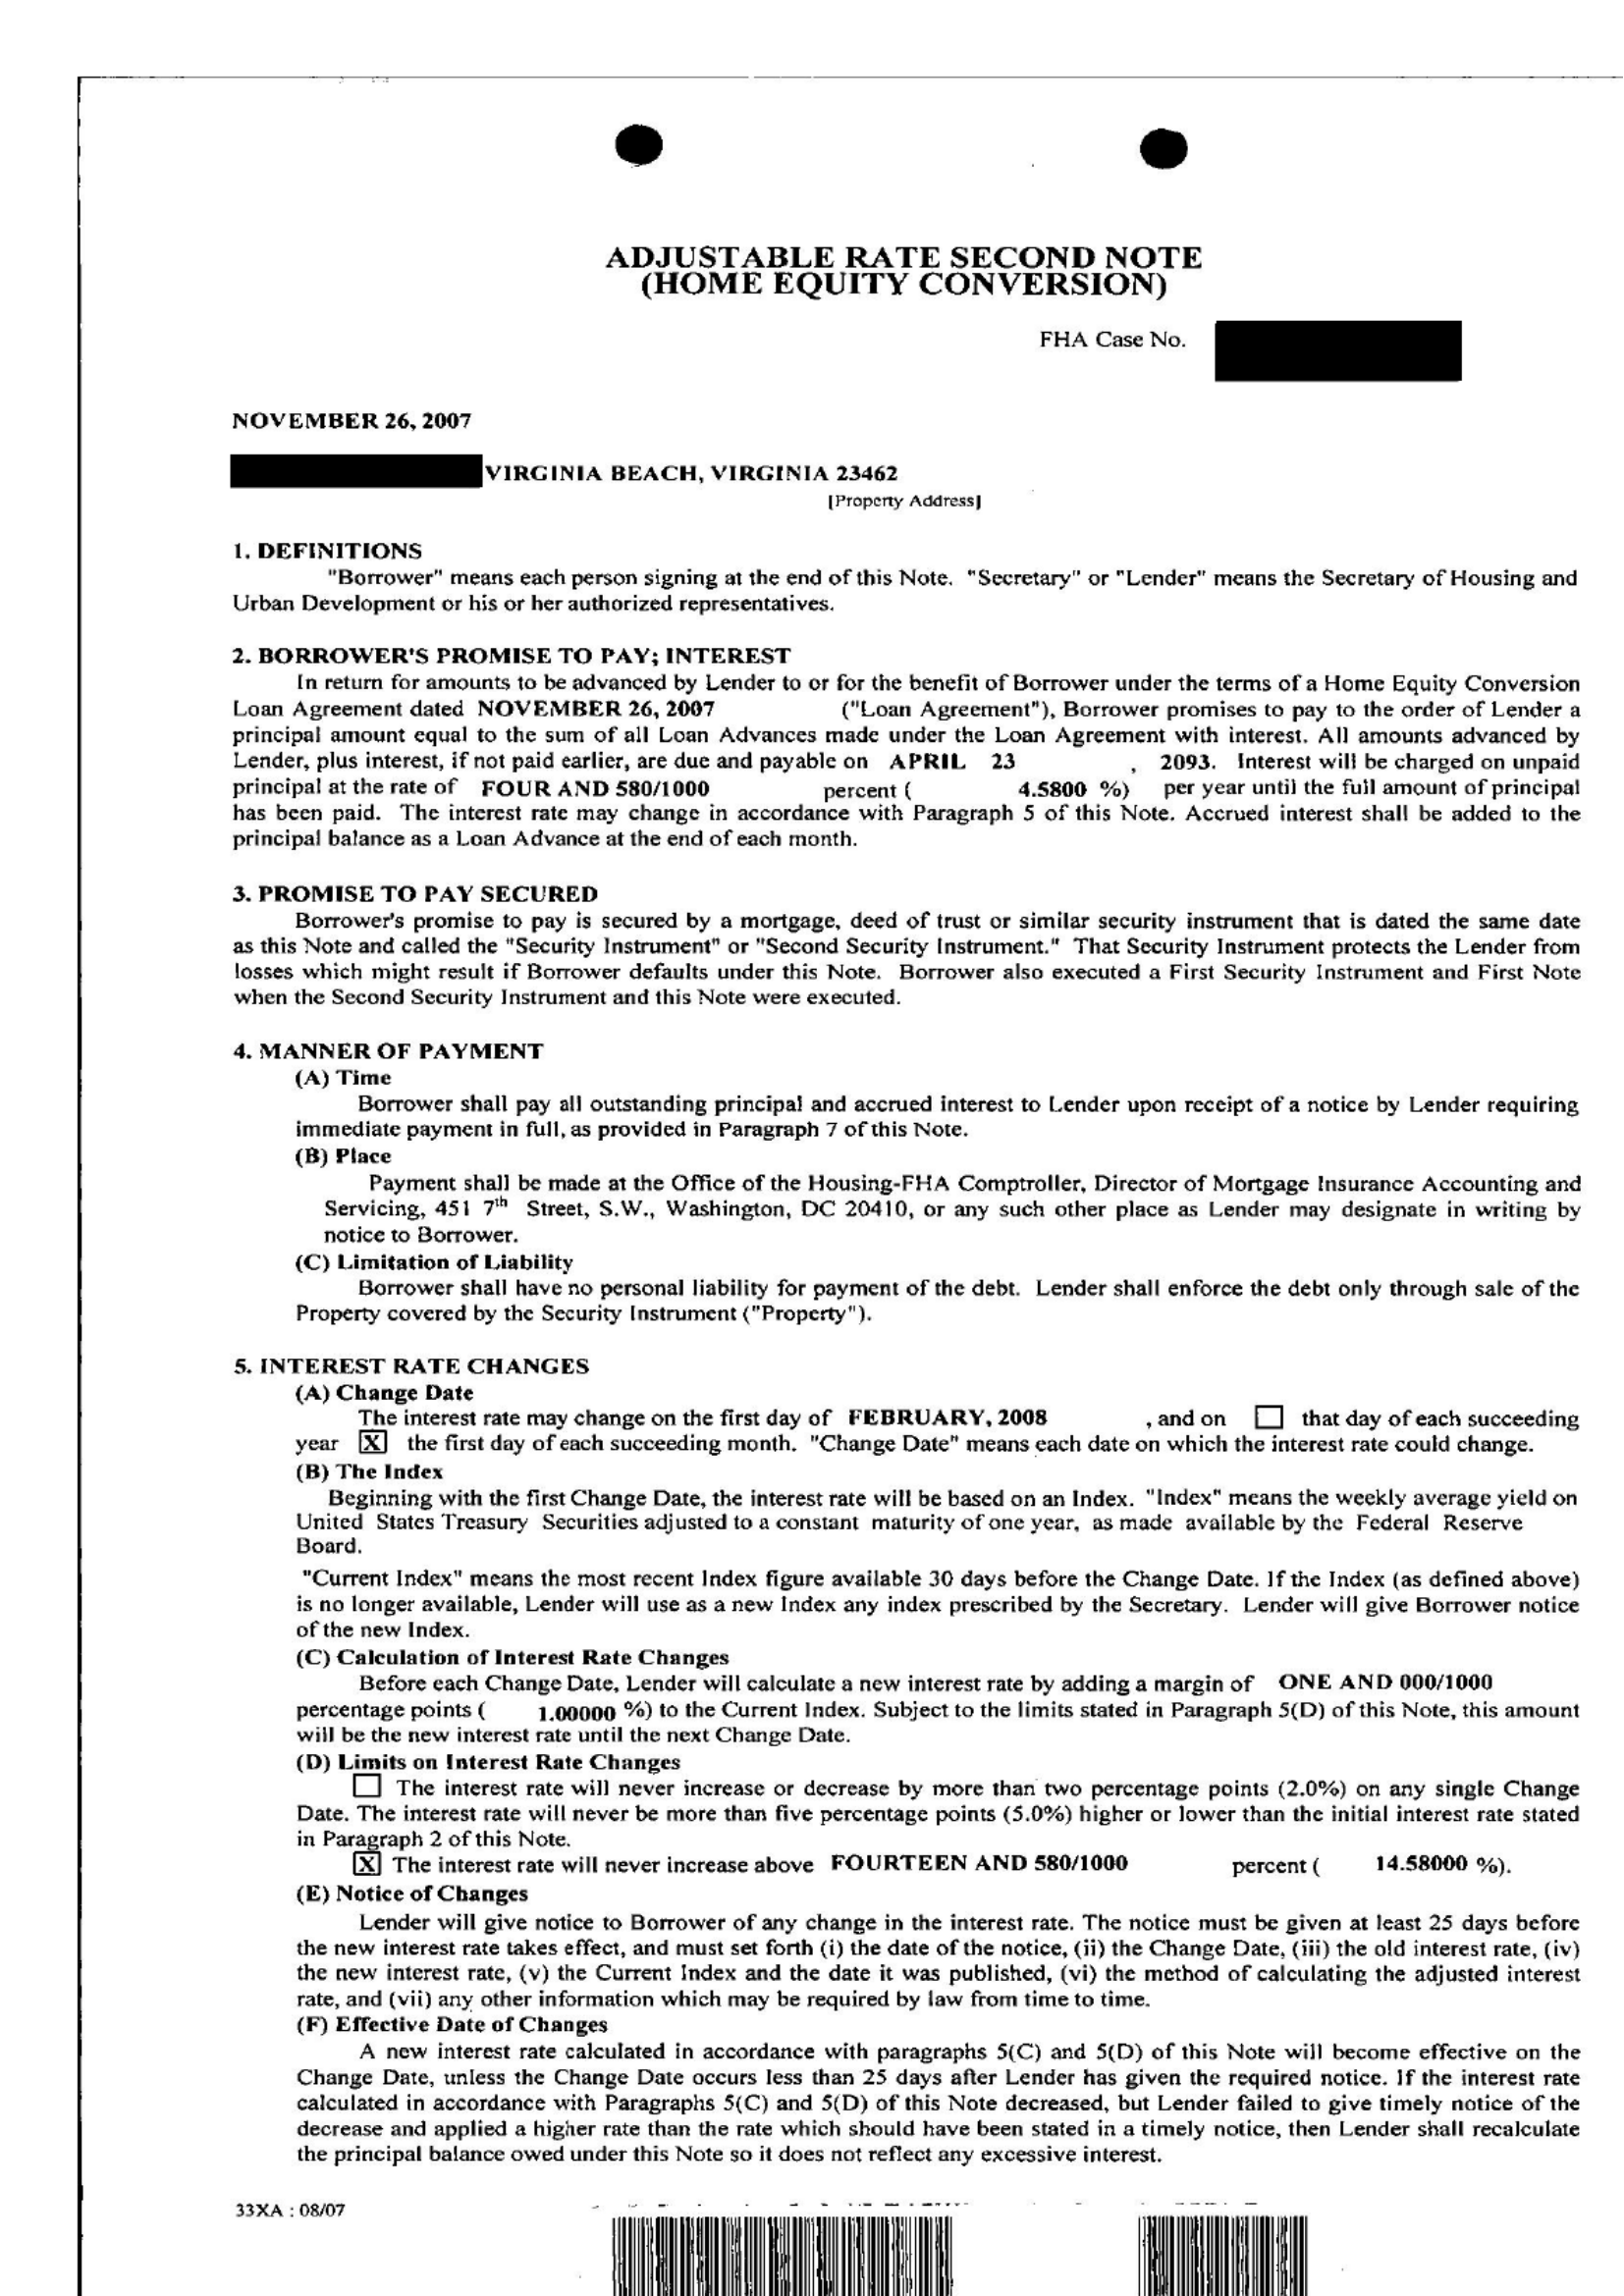 ADJUSTABLE RATE SECOND NOTE
(HOME EQUITY CONVERSION)
FHA Case No.
NOVEMBER 26, 2007
VIRGINIA BEACH, VIRGINIA 23462
[Property Address]
1. DEFINITIONS
"Borrower" means each person signing at the end of this Note. "Secretary" or "Lender" means the Secretary of Housing and
Urban Development or his or her authorized representatives.
2. BORROWER'S PROMISE TO PAY; INTEREST
In return for amounts to be advanced by Lender to or for the benefit of Borrower under the terms of a Home Equity Conversion
Loan Agreement dated NOVEMBER 26, 2007 ("Loan Agreement"), Borrower promises to pay to the order of Lender a
principal amount equal to the sum of all Loan Advances made under the Loan Agreement with interest. All amounts advanced by
Lender, plus interest, if not paid earlier, are due and payable on APRIL 23 , 2093. Interest will be charged on unpaid
principal at the rate of FOUR AND 580/1000 percent ( 4.5800 %) per year until the full amount of principal
has been paid. The interest rate may change in accordance with Paragraph 5 of this Note. Accrued interest shall be added to the
principal balance as a Loan Advance at the end of each month.
3. PROMISE TO PAY SECURED
Borrower's promise to pay is secured by a mortgage, deed of trust or similar security instrument that is dated the same date
as this Note and called the "Security Instrument" or "Second Security Instrument." That Security Instrument protects the Lender from
losses which might result if Borrower defaults under this Note. Borrower also executed a First Security Instrument and First Note
when the Second Security Instrument and this Note were executed.
4. MANNER OF PAYMENT
(A) Time
Borrower shall pay all outstanding principal and accrued interest to Lender upon receipt of a notice by Lender requiring
immediate payment in full, as provided in Paragraph 7 of this Note.
(B) Place
Payment shall be made at the Office of the Housing-FHA Comptroller, Director of Mortgage Insurance Accounting and
Servicing, 451 7th Street, S.W., Washington, DC 20410, or any such other place as Lender may designate in writing by
notice to Borrower.
(C) Limitation of Liability
Borrower shall have no personal liability for payment of the debt. Lender shall enforce the debt only through sale of the
Property covered by the Security Instrument ("Property").
5. INTEREST RATE CHANGES
(A) Change Date
The interest rate may change on the first day of FEBRUARY, 2008 , and on that day of each succeeding
year X the first day of each succeeding month. "Change Date" means each date on which the interest rate could change.
(B) The Index
Beginning with the first Change Date, the interest rate will be based on an Index. "Index" means the weekly average yield on
United States Treasury Securities adjusted to a constant maturity of one year, as made available by the Federal Reserve
Board.
"Current Index" means the most recent Index figure available 30 days before the Change Date. If the Index (as defined above)
is no longer available, Lender will use as a new Index any index prescribed by the Secretary. Lender will give Borrower notice
of the new Index.
(C) Calculation of Interest Rate Changes
Before each Change Date, Lender will calculate a new interest rate by adding a margin of ONE AND 000/1000
percentage points ( 1.00000 %) to the Current Index. Subject to the limits stated in Paragraph 5(D) of this Note, this amount
will be the new interest rate until the next Change Date.
(D) Limits on Interest Rate Changes
The interest rate will never increase or decrease by more than two percentage points (2.0%) on any single Change
Date. The interest rate will never be more than five percentage points (5.0%) higher or lower than the initial interest rate stated
in Paragraph 2 of this Note.
X The interest rate will never increase above FOURTEEN AND 580/1000 percent ( 14.58000 %).
(E) Notice of Changes
Lender will give notice to Borrower of any change in the interest rate. The notice must be given at least 25 days before
the new interest rate takes effect, and must set forth (i) the date of the notice, (ii) the Change Date, (iii) the old interest rate, (iv)
the new interest rate, (v) the Current Index and the date it was published, (vi) the method of calculating the adjusted interest
rate, and (vii) any other information which may be required by law from time to time.
(F) Effective Date of Changes
A new interest rate calculated in accordance with paragraphs 5(C) and 5(D) of this Note will become effective on the
Change Date, unless the Change Date occurs less than 25 days after Lender has given the required notice. If the interest rate
calculated in accordance with Paragraphs 5(C) and 5(D) of this Note decreased, but Lender failed to give timely notice of the
decrease and applied a higher rate than the rate which should have been stated in a timely notice, then Lender shall recalculate
the principal balance owed under this Note so it does not reflect any excessive interest.
33XA : 08/07